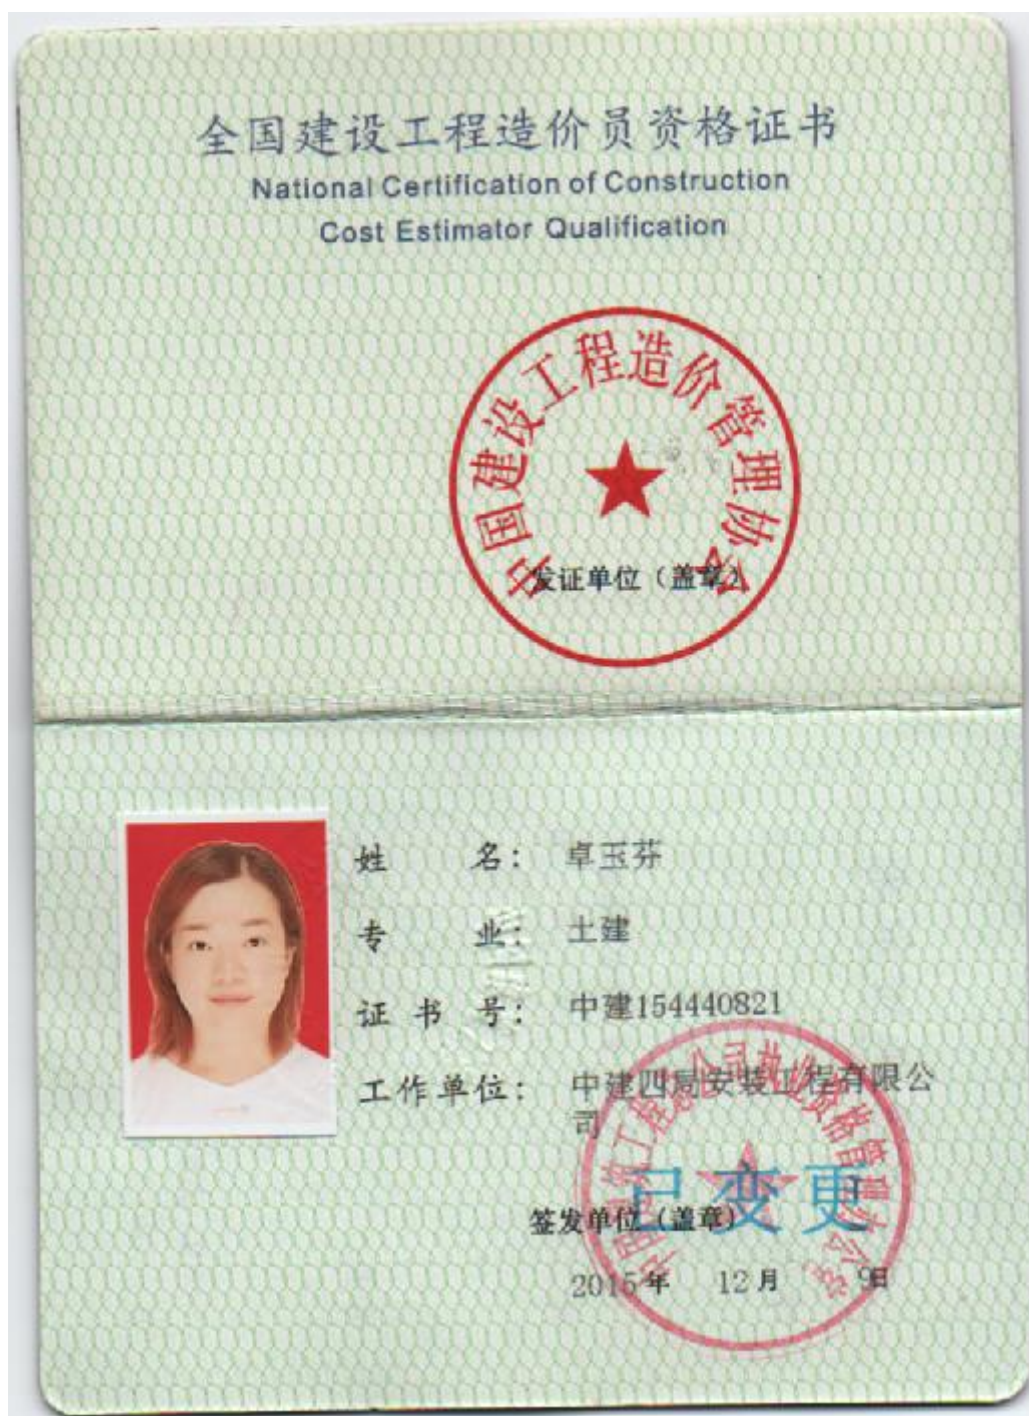 全国建设工程造价员资格证书
National Certification of Construction
Cost Estimator Qualification
中国建设工程造价管理协会
发证单位（盖章）
姓 名： 卓玉芬
专 业： 土建
证 书 号： 中建154440821
工作单位： 中建四局安装工程有限公
司
已变更
签发单位（盖章）
2015年 12月 9日